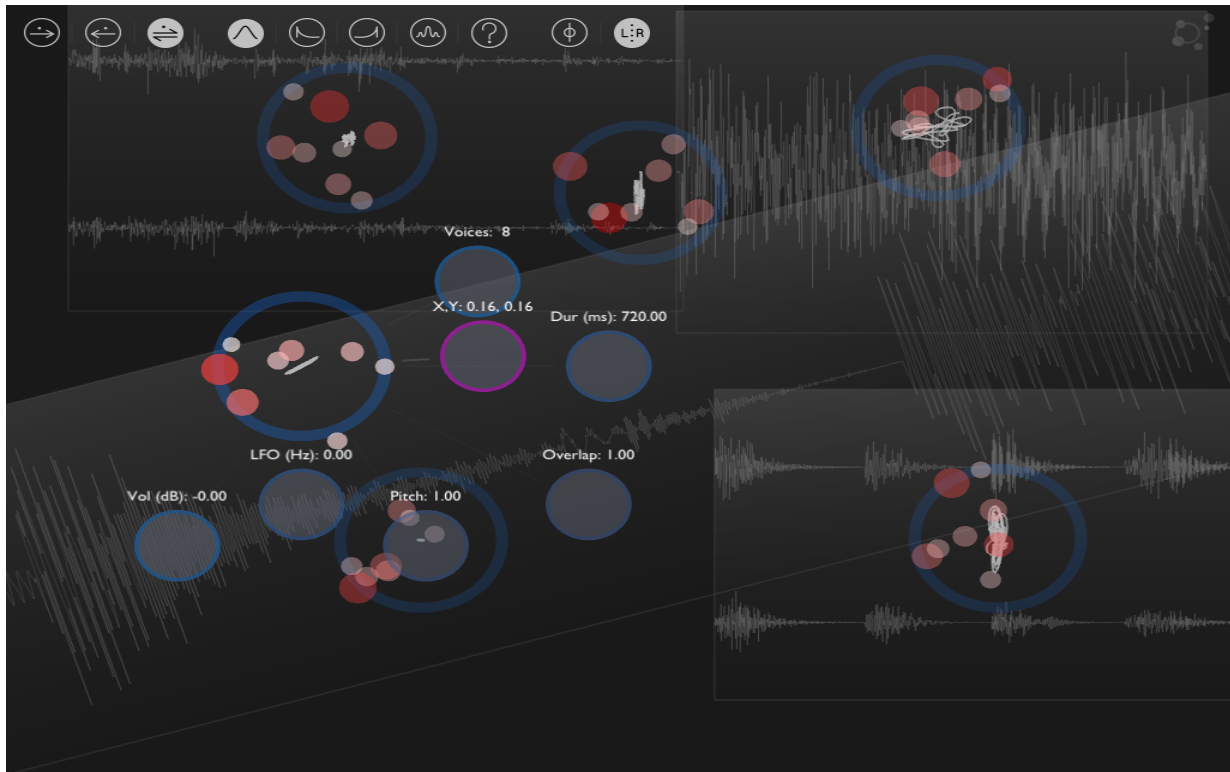 ?
Φ
L⋮R
Voices: 8
X,Y: 0.16, 0.16
Dur (ms): 720.00
LFO (Hz): 0.00
Overlap: 1.00
Vol (dB): -0.00
Pitch: 1.00